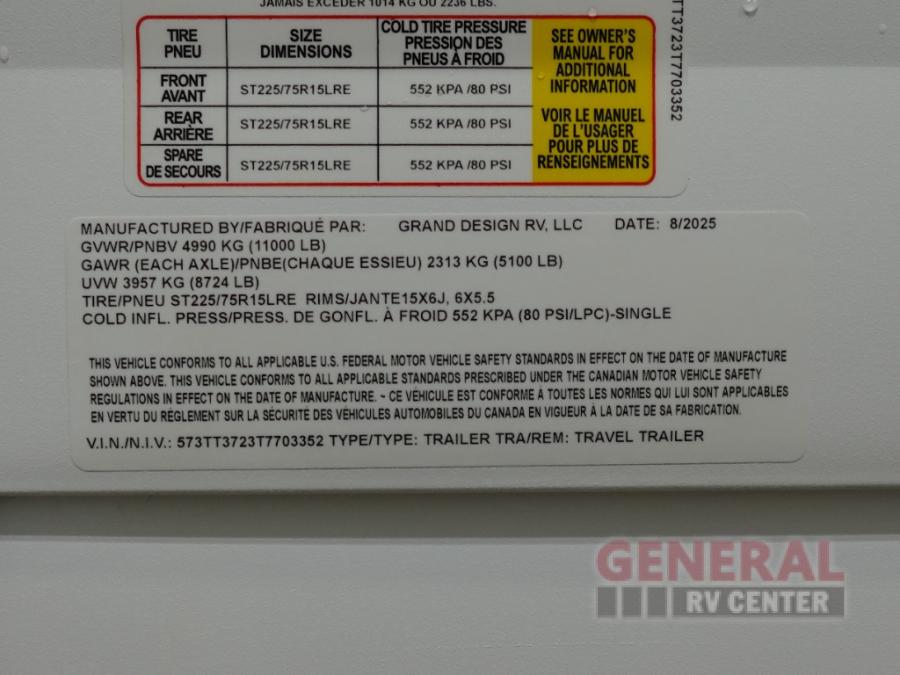 JAMAIS EXCÉDER 1014 KG OU 2236 LBS.
TIRE
PNEU
SIZE
DIMENSIONS
COLD TIRE PRESSURE
PRESSION DES
PNEUS À FROID
SEE OWNER'S
MANUAL FOR
ADDITIONAL
INFORMATION
VOIR LE MANUEL
DE L'USAGER
POUR PLUS DE
RENSEIGNEMENTS
FRONT
AVANT
ST225/75R15LRE
552 KPA /80 PSI
REAR
ARRIÈRE
ST225/75R15LRE
552 KPA /80 PSI
SPARE
DE SECOURS
ST225/75R15LRE
552 KPA /80 PSI
TT3723T7703352
MANUFACTURED BY/FABRIQUÉ PAR: GRAND DESIGN RV, LLC DATE: 8/2025
GVWR/PNBV 4990 KG (11000 LB)
GAWR (EACH AXLE)/PNBE(CHAQUE ESSIEU) 2313 KG (5100 LB)
UVW 3957 KG (8724 LB)
TIRE/PNEU ST225/75R15LRE RIMS/JANTE15X6J, 6X5.5
COLD INFL. PRESS/PRESS. DE GONFL. À FROID 552 KPA (80 PSI/LPC)-SINGLE
THIS VEHICLE CONFORMS TO ALL APPLICABLE U.S. FEDERAL MOTOR VEHICLE SAFETY STANDARDS IN EFFECT ON THE DATE OF MANUFACTURE
SHOWN ABOVE. THIS VEHICLE CONFORMS TO ALL APPLICABLE STANDARDS PRESCRIBED UNDER THE CANADIAN MOTOR VEHICLE SAFETY
REGULATIONS IN EFFECT ON THE DATE OF MANUFACTURE. ~ CE VÉHICULE EST CONFORME À TOUTES LES NORMES QUI LUI SONT APPLICABLES
EN VERTU DU RÉGLEMENT SUR LA SÉCURITÉ DES VÉHICULES AUTOMOBILES DU CANADA EN VIGUEUR À LA DATE DE SA FABRICATION.
V.I.N./N.I.V.: 573TT3723T7703352 TYPE/TYPE: TRAILER TRA/REM: TRAVEL TRAILER
GENERAL
RV CENTER